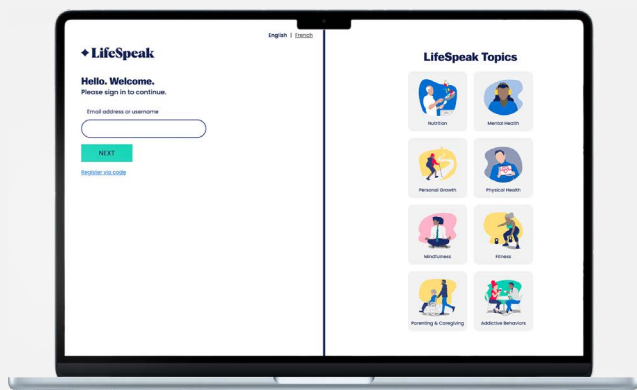 English | French
LifeSpeak
Hello. Welcome.
Please sign in to continue.
Email address or username
NEXT
Register via code
LifeSpeak Topics
Nutrition
Mental Health
Personal Growth
Physical Health
Mindfulness
Fitness
Parenting & Caregiving
Addictive Behaviors